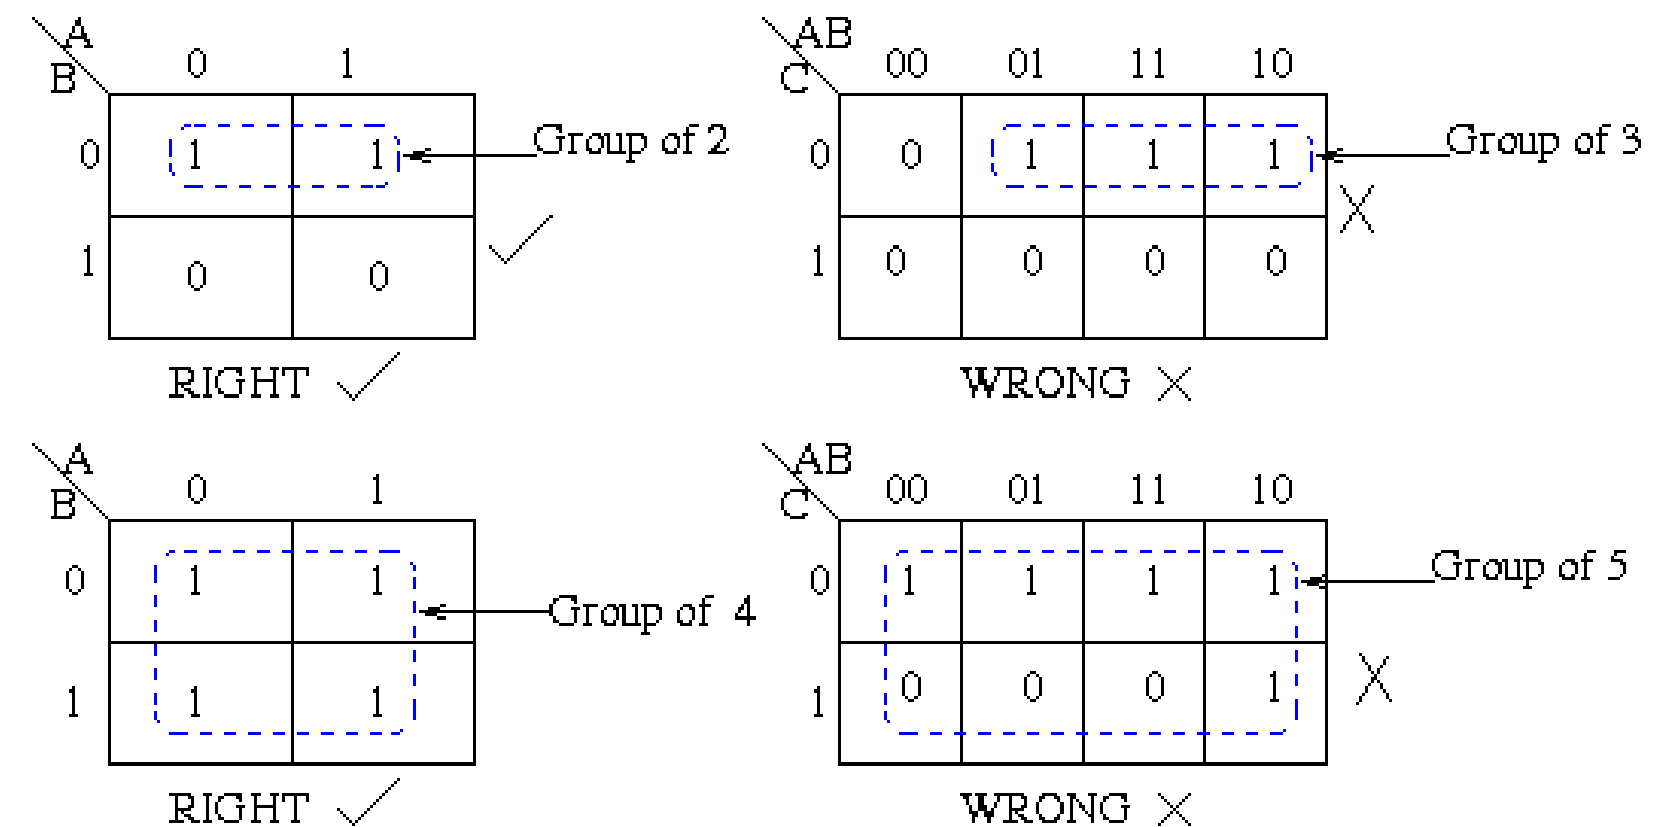 A
B
0 1
0 1 1 Group of 2
1 0 0
RIGHT
AB
C
00 01 11 10
0 0 1 1 1 Group of 3
1 0 0 0 0
WRONG
A
B
0 1
0 1 1
Group of 4
1 1 1
RIGHT
AB
C
00 01 11 10
0 1 1 1 1 Group of 5
1 0 0 0 1
WRONG